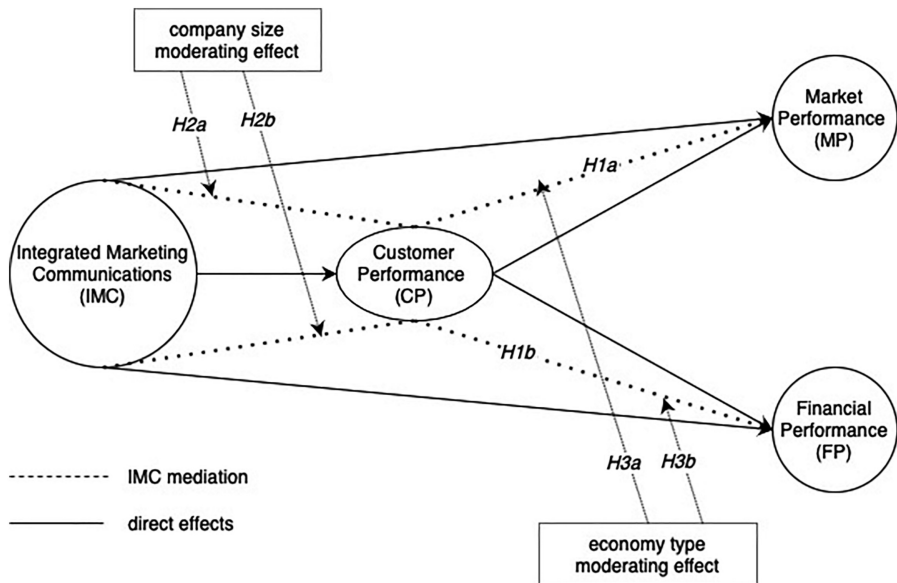 company size
moderating effect
H2a
H2b
Market
Performance
(MP)
H1a
Integrated Marketing
Communications
(IMC)
Customer
Performance
(CP)
H1b
Financial
Performance
(FP)
H3a
H3b
IMC mediation
direct effects
economy type
moderating effect